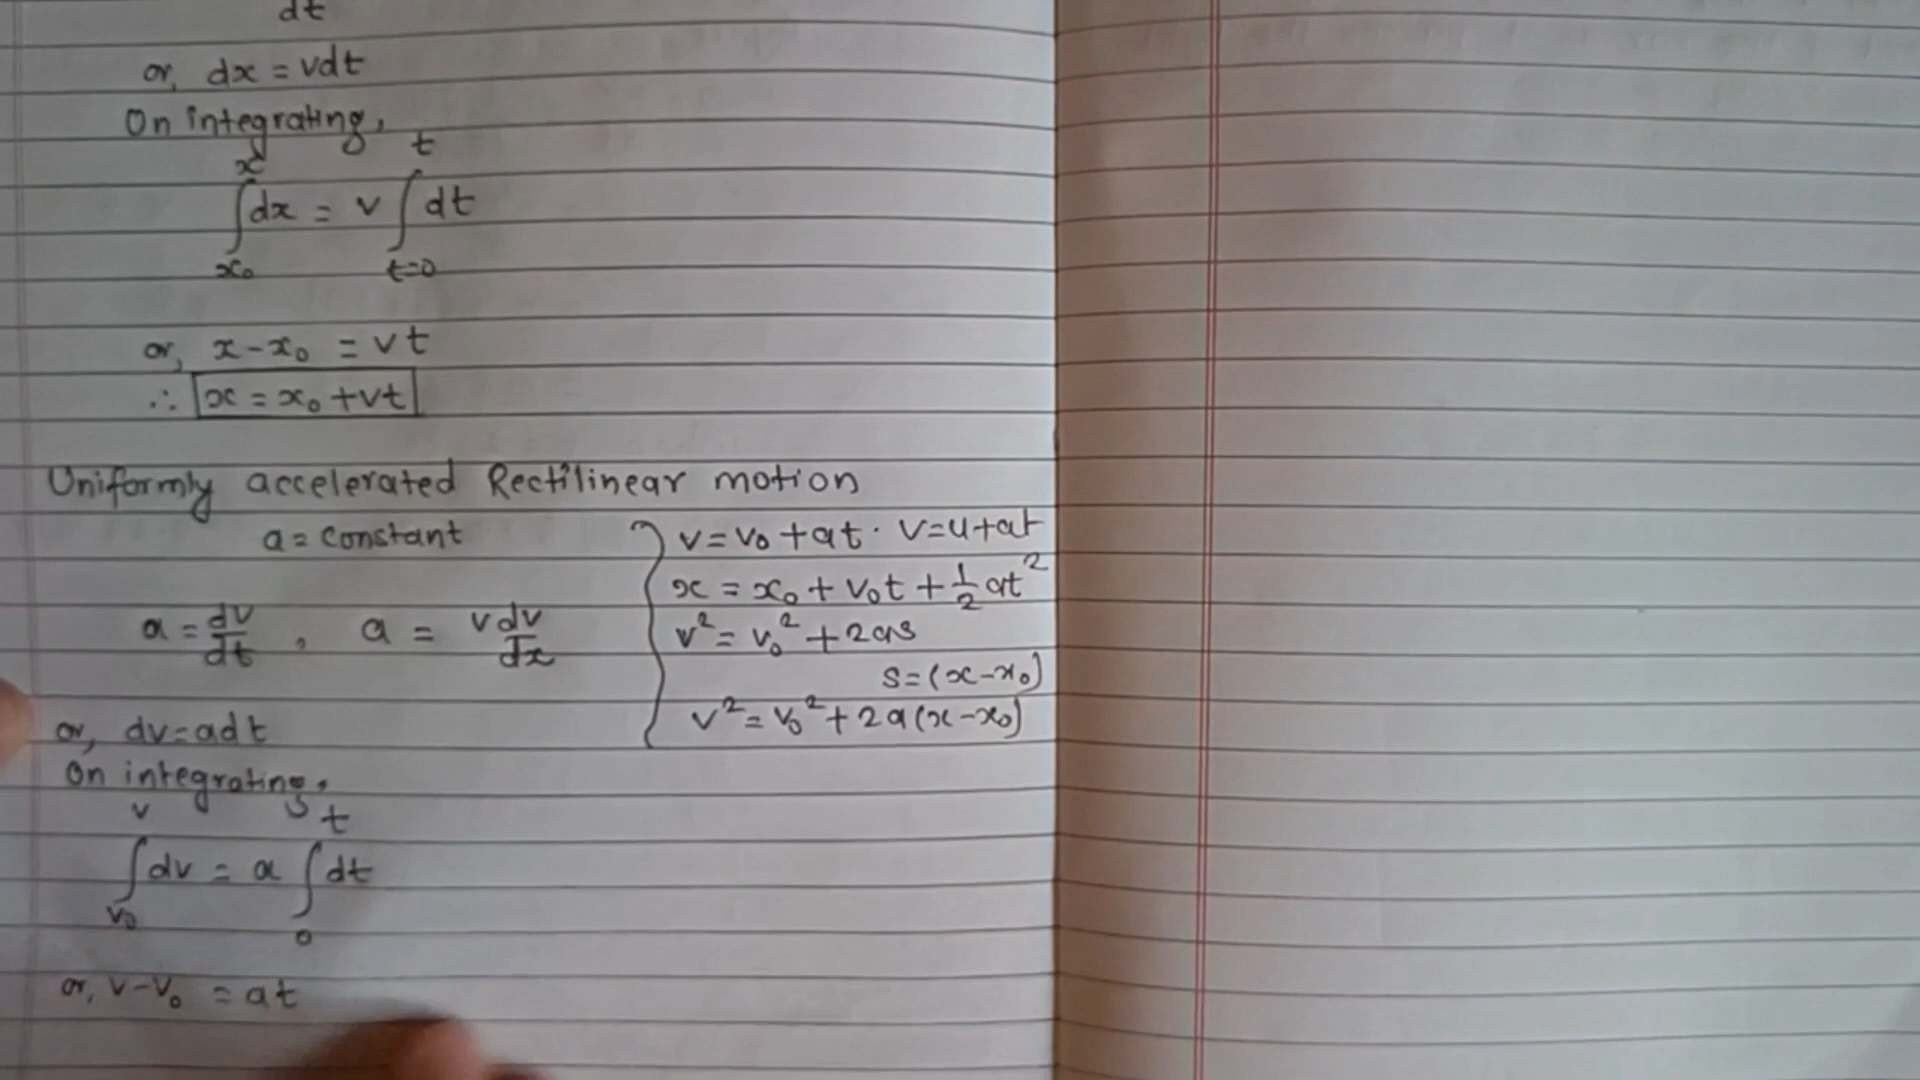 dt
or, dx = vdt
On integrating,
∫_{x₀}^{x} dx = v ∫_{t=0}^{t} dt
or, x - x₀ = vt
∴ x = x₀ + vt
Uniformly accelerated Rectilinear motion
a = constant
a = dv/dt , a = vdv/dx
or, dv = adt
On integrating,
∫_{v₀}^{v} dv = a ∫_{0}^{t} dt
or, v - v₀ = at
v = v₀ + at . v = u + at
x = x₀ + v₀t + 1/2 at²
v² = v₀² + 2as
s = (x - x₀)
v² = v₀² + 2a(x - x₀)